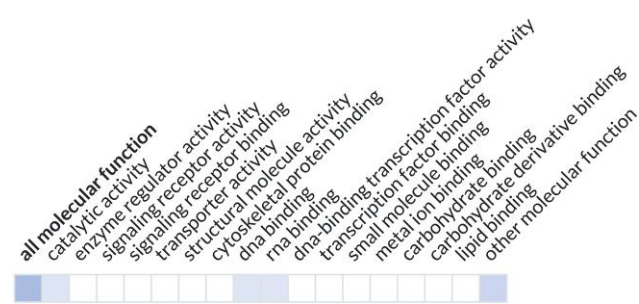 all molecular function
catalytic activity
enzyme regulator activity
signaling receptor activity
signaling receptor binding
transporter activity
structural molecule activity
cytoskeletal protein binding
dna binding
rna binding
dna-binding transcription factor activity
transcription factor binding
small molecule binding
metal ion binding
carbohydrate binding
carbohydrate derivative binding
lipid binding
other molecular function